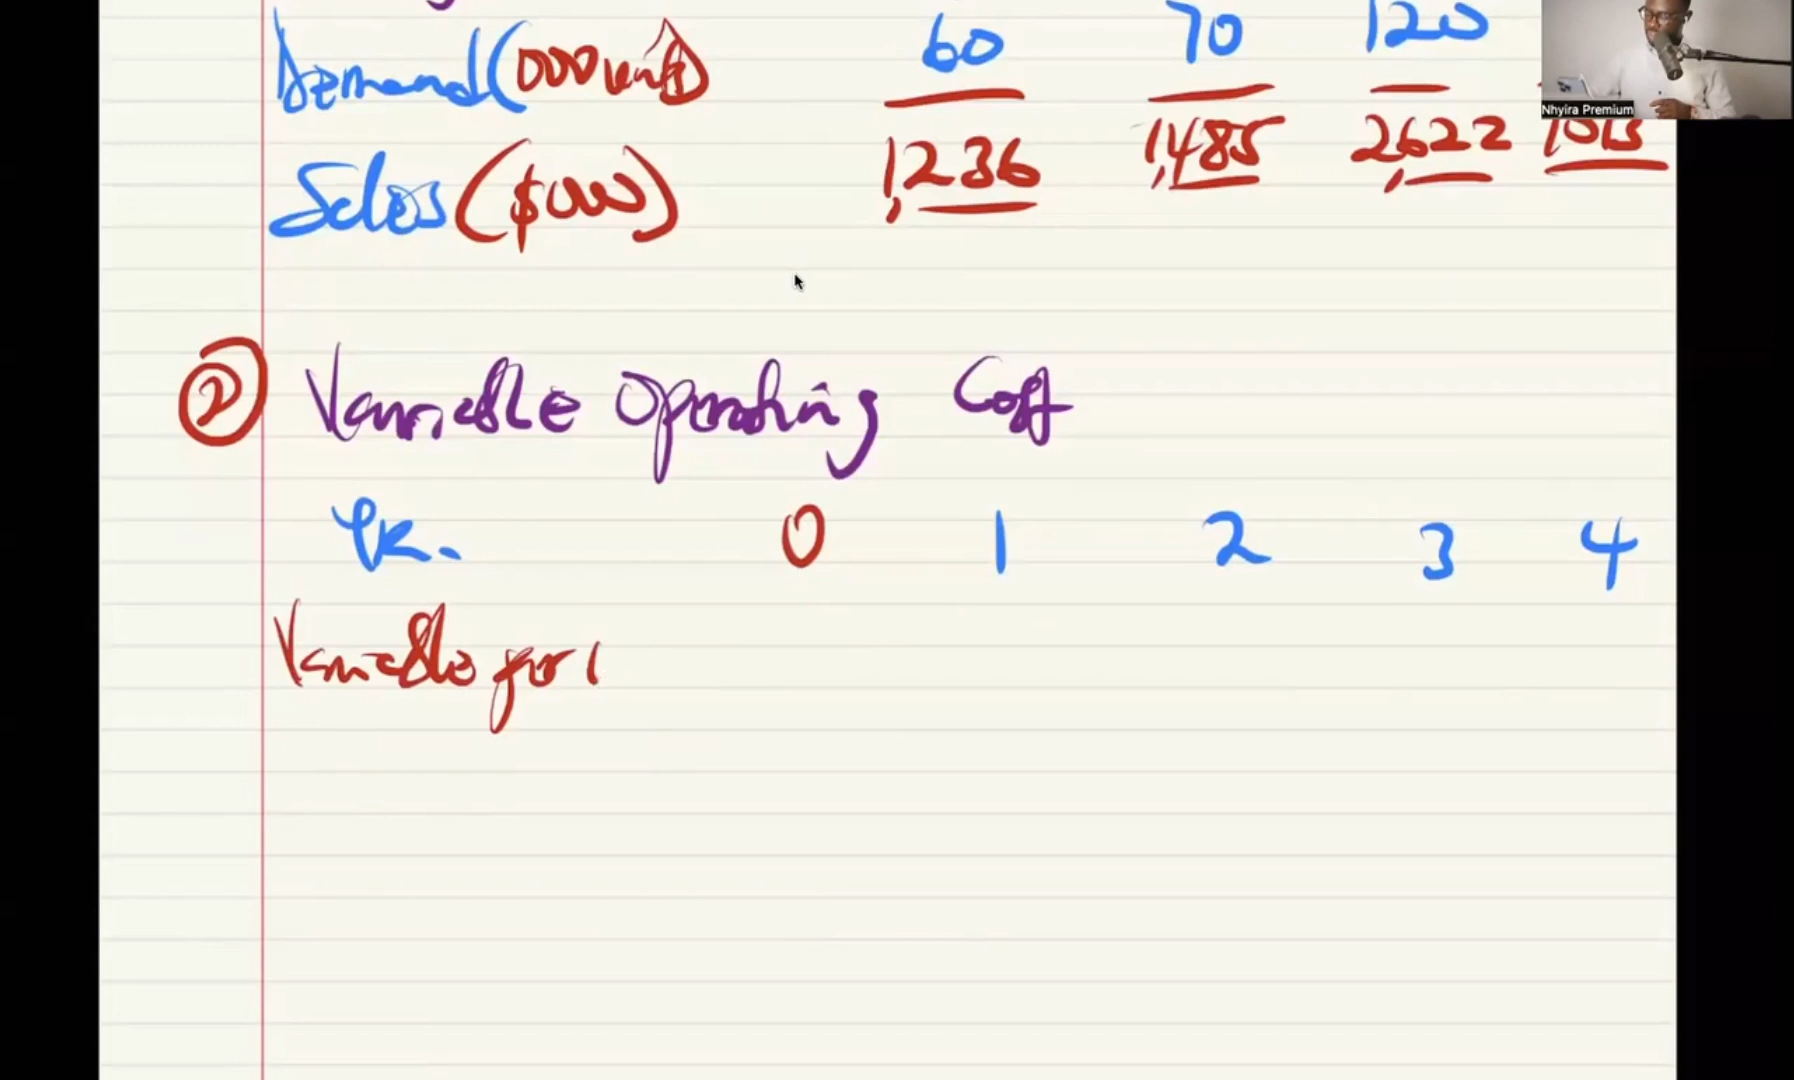 Demand (000 units) 60 70 120
Sales ($000) 1,236 1,485 2,622 1013
Nhyira Premium
② Variable Operating Cost
YR. 0 1 2 3 4
Variable per (